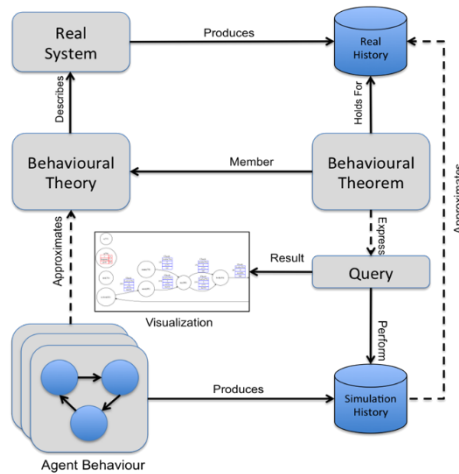 Real
System
Produces
Real
History
Describes
Holds For
Behavioural
Theory
Member
Behavioural
Theorem
Approximates
Approximates
Express
Result
Query
Visualization
Perform
Produces
Simulation
History
Agent Behaviour